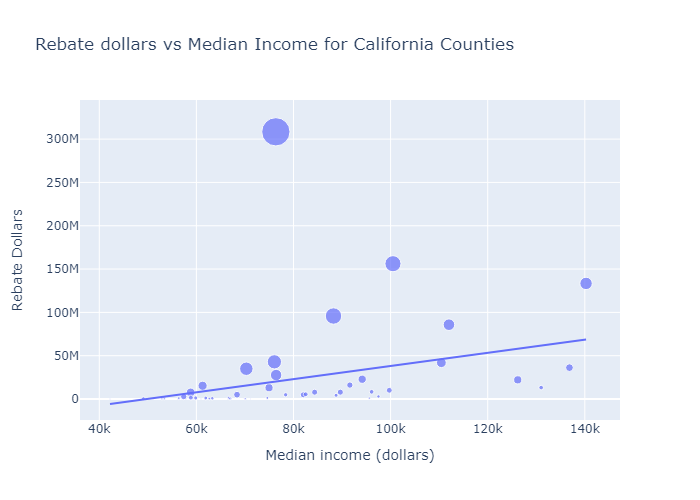 Rebate dollars vs Median Income for California Counties
300M
250M
200M
150M
100M
50M
0
Rebate Dollars
40k
60k
80k
100k
120k
140k
Median income (dollars)